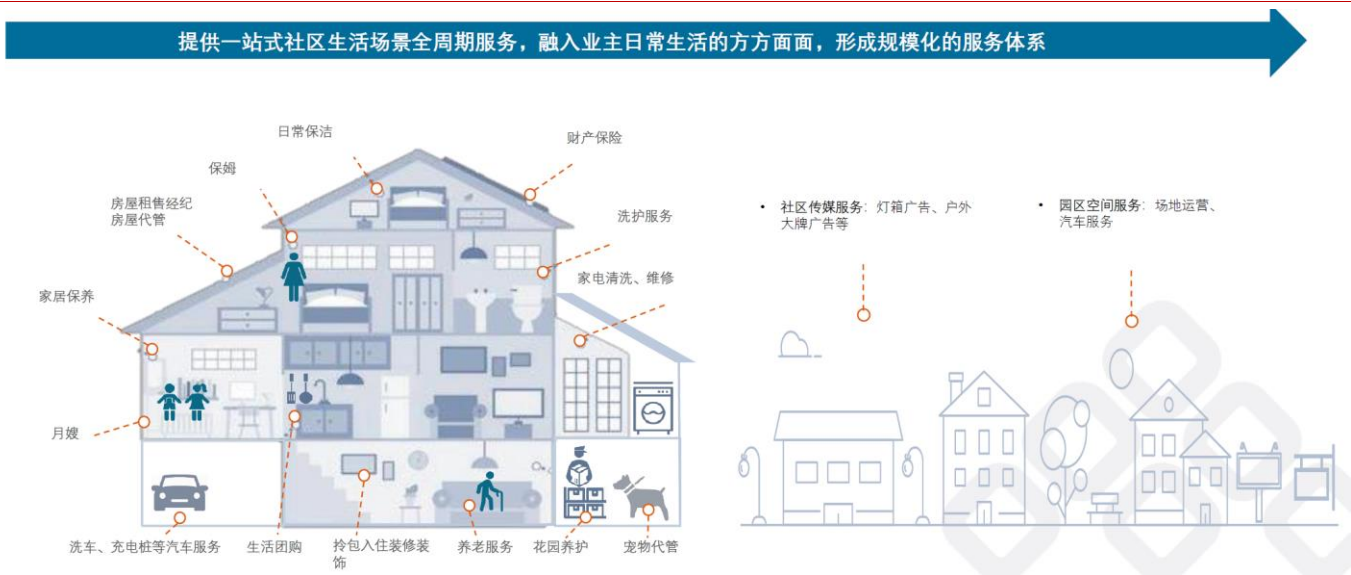 提供一站式社区生活场景全周期服务，融入业主日常生活的方方面面，形成规模化的服务体系
日常保洁
财产保险
保姆
房屋租售经纪
房屋代管
洗护服务
家居保养
家电清洗、维修
月嫂
洗车、充电桩等汽车服务
生活团购
拎包入住装修装
饰
养老服务
花园养护
宠物代管
• 社区传媒服务：灯箱广告、户外
大牌广告等
• 园区空间服务：场地运营、
汽车服务